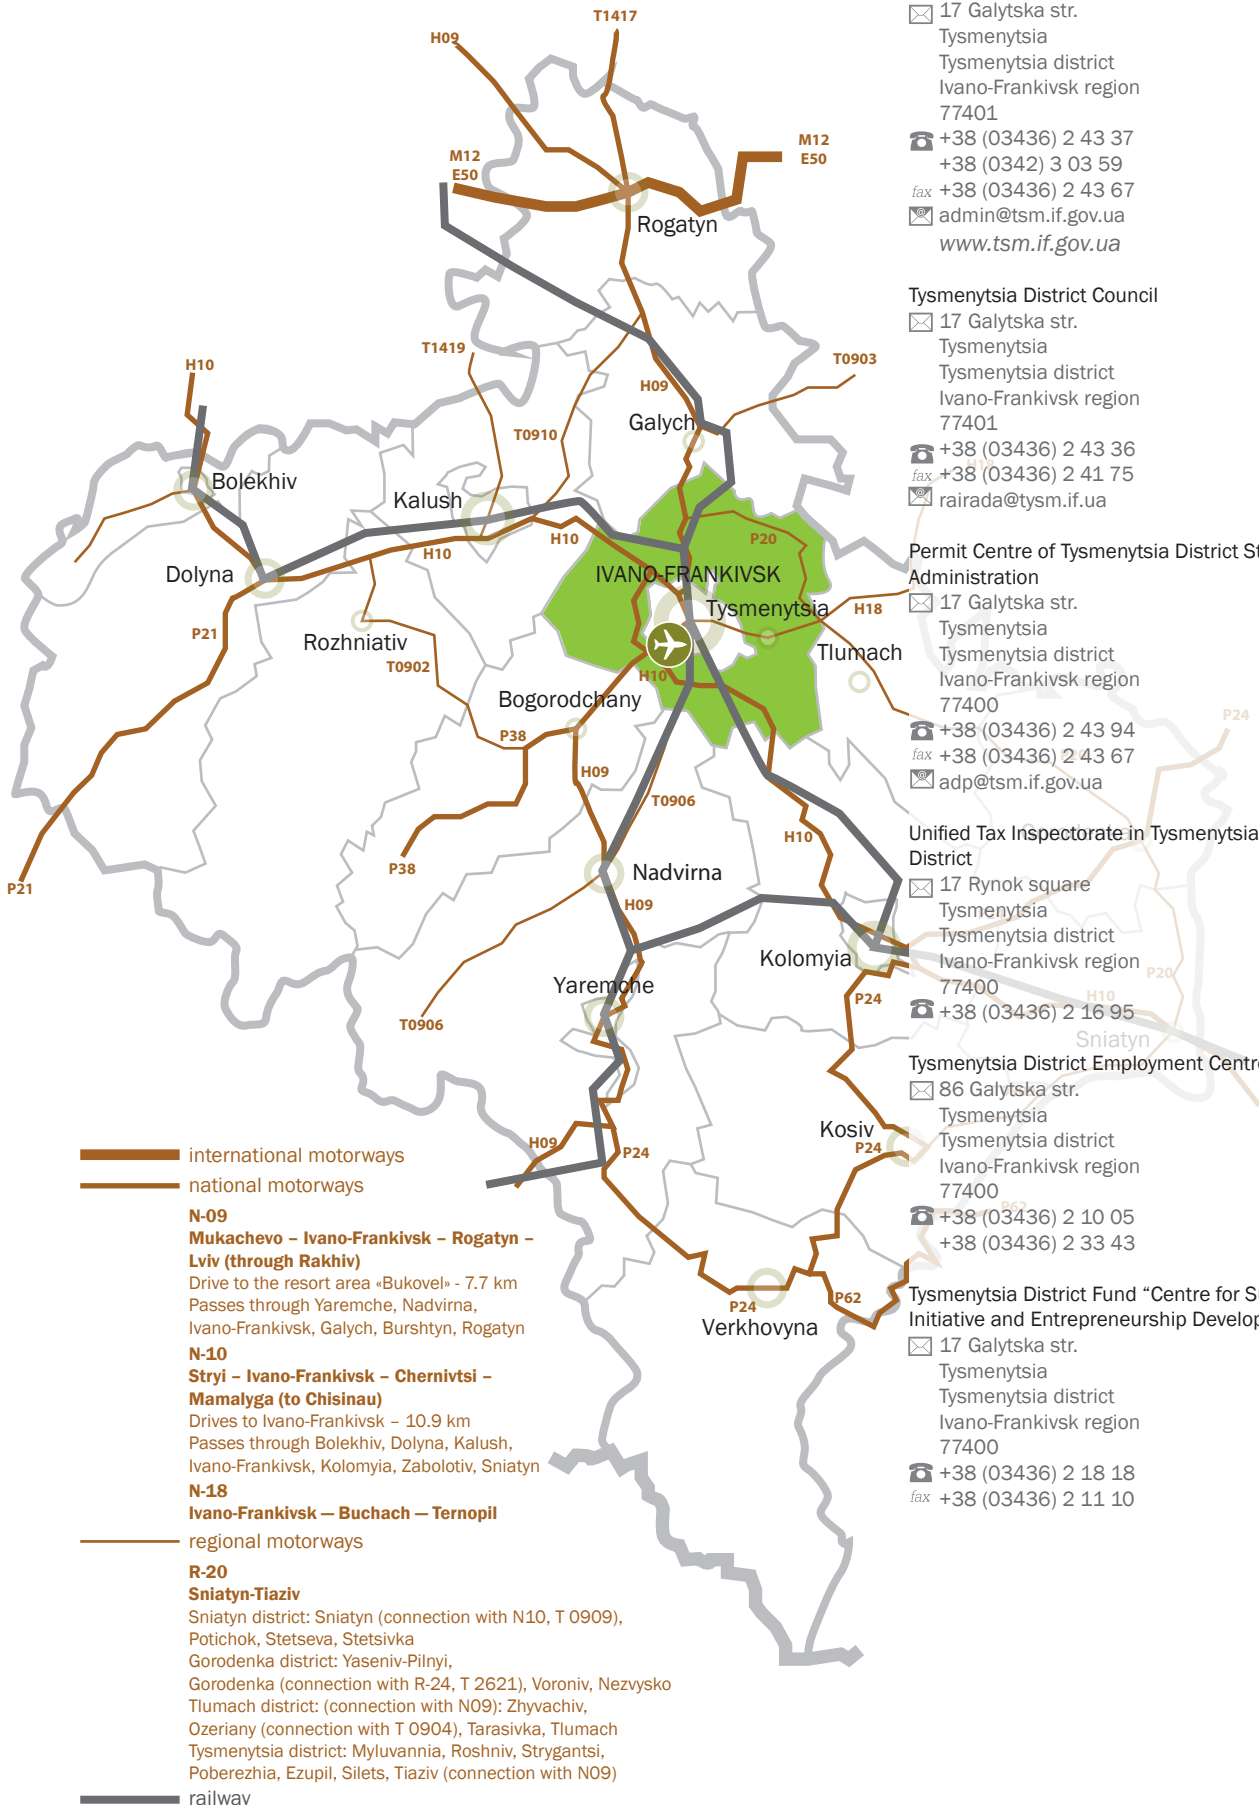 T1417
H09
M12
E50
M12
E50
Rogatyn
T1419
H10
T0903
H09
Galych
T0910
Bolekhiv
Kalush
H18
H10
H10
P20
Dolyna
IVANO-FRANKIVSK
Tysmenytsia
H18
P21
Rozhniativ
T0902
Tlumach
H10
Bogorodchany
P24
P38
H09
P20
T0906
H10
P38
P21
Nadvirna
H09
Kolomyia
P20
Yaremche
P24
H10
T0906
Sniatyn
Kosiv
H09
P24
P24
P62
P24
P62
Verkhovyna
international motorways
national motorways
N-09
Mukachevo – Ivano-Frankivsk – Rogatyn –
Lviv (through Rakhiv)
Drive to the resort area «Bukovel» - 7.7 km
Passes through Yaremche, Nadvirna,
Ivano-Frankivsk, Galych, Burshtyn, Rogatyn
N-10
Stryi – Ivano-Frankivsk – Chernivtsi –
Mamalyga (to Chisinau)
Drives to Ivano-Frankivsk – 10.9 km
Passes through Bolekhiv, Dolyna, Kalush,
Ivano-Frankivsk, Kolomyia, Zabolotiv, Sniatyn
N-18
Ivano-Frankivsk — Buchach — Ternopil
regional motorways
R-20
Sniatyn-Tiaziv
Sniatyn district: Sniatyn (connection with N10, T 0909),
Potichok, Stetseva, Stetsivka
Gorodenka district: Yaseniv-Pilnyi,
Gorodenka (connection with R-24, T 2621), Voroniv, Nezvysko
Tlumach district: (connection with N09): Zhyvachiv,
Ozeriany (connection with T 0904), Tarasivka, Tlumach
Tysmenytsia district: Myluvannia, Roshniv, Strygantsi,
Poberezhia, Ezupil, Silets, Tiaziv (connection with N09)
railway
17 Galytska str.
Tysmenytsia
Tysmenytsia district
Ivano-Frankivsk region
77401
+38 (03436) 2 43 37
+38 (0342) 3 03 59
fax +38 (03436) 2 43 67
admin@tsm.if.gov.ua
www.tsm.if.gov.ua
Tysmenytsia District Council
17 Galytska str.
Tysmenytsia
Tysmenytsia district
Ivano-Frankivsk region
77401
+38 (03436) 2 43 36
fax +38 (03436) 2 41 75
rairada@tysm.if.ua
Permit Centre of Tysmenytsia District St
Administration
17 Galytska str.
Tysmenytsia
Tysmenytsia district
Ivano-Frankivsk region
77400
+38 (03436) 2 43 94
fax +38 (03436) 2 43 67
adp@tsm.if.gov.ua
Unified Tax Inspectorate in Tysmenytsia
District
17 Rynok square
Tysmenytsia
Tysmenytsia district
Ivano-Frankivsk region
77400
+38 (03436) 2 16 95
Tysmenytsia District Employment Centre
86 Galytska str.
Tysmenytsia
Tysmenytsia district
Ivano-Frankivsk region
77400
+38 (03436) 2 10 05
+38 (03436) 2 33 43
Tysmenytsia District Fund “Centre for S
Initiative and Entrepreneurship Develop
17 Galytska str.
Tysmenytsia
Tysmenytsia district
Ivano-Frankivsk region
77400
+38 (03436) 2 18 18
fax +38 (03436) 2 11 10